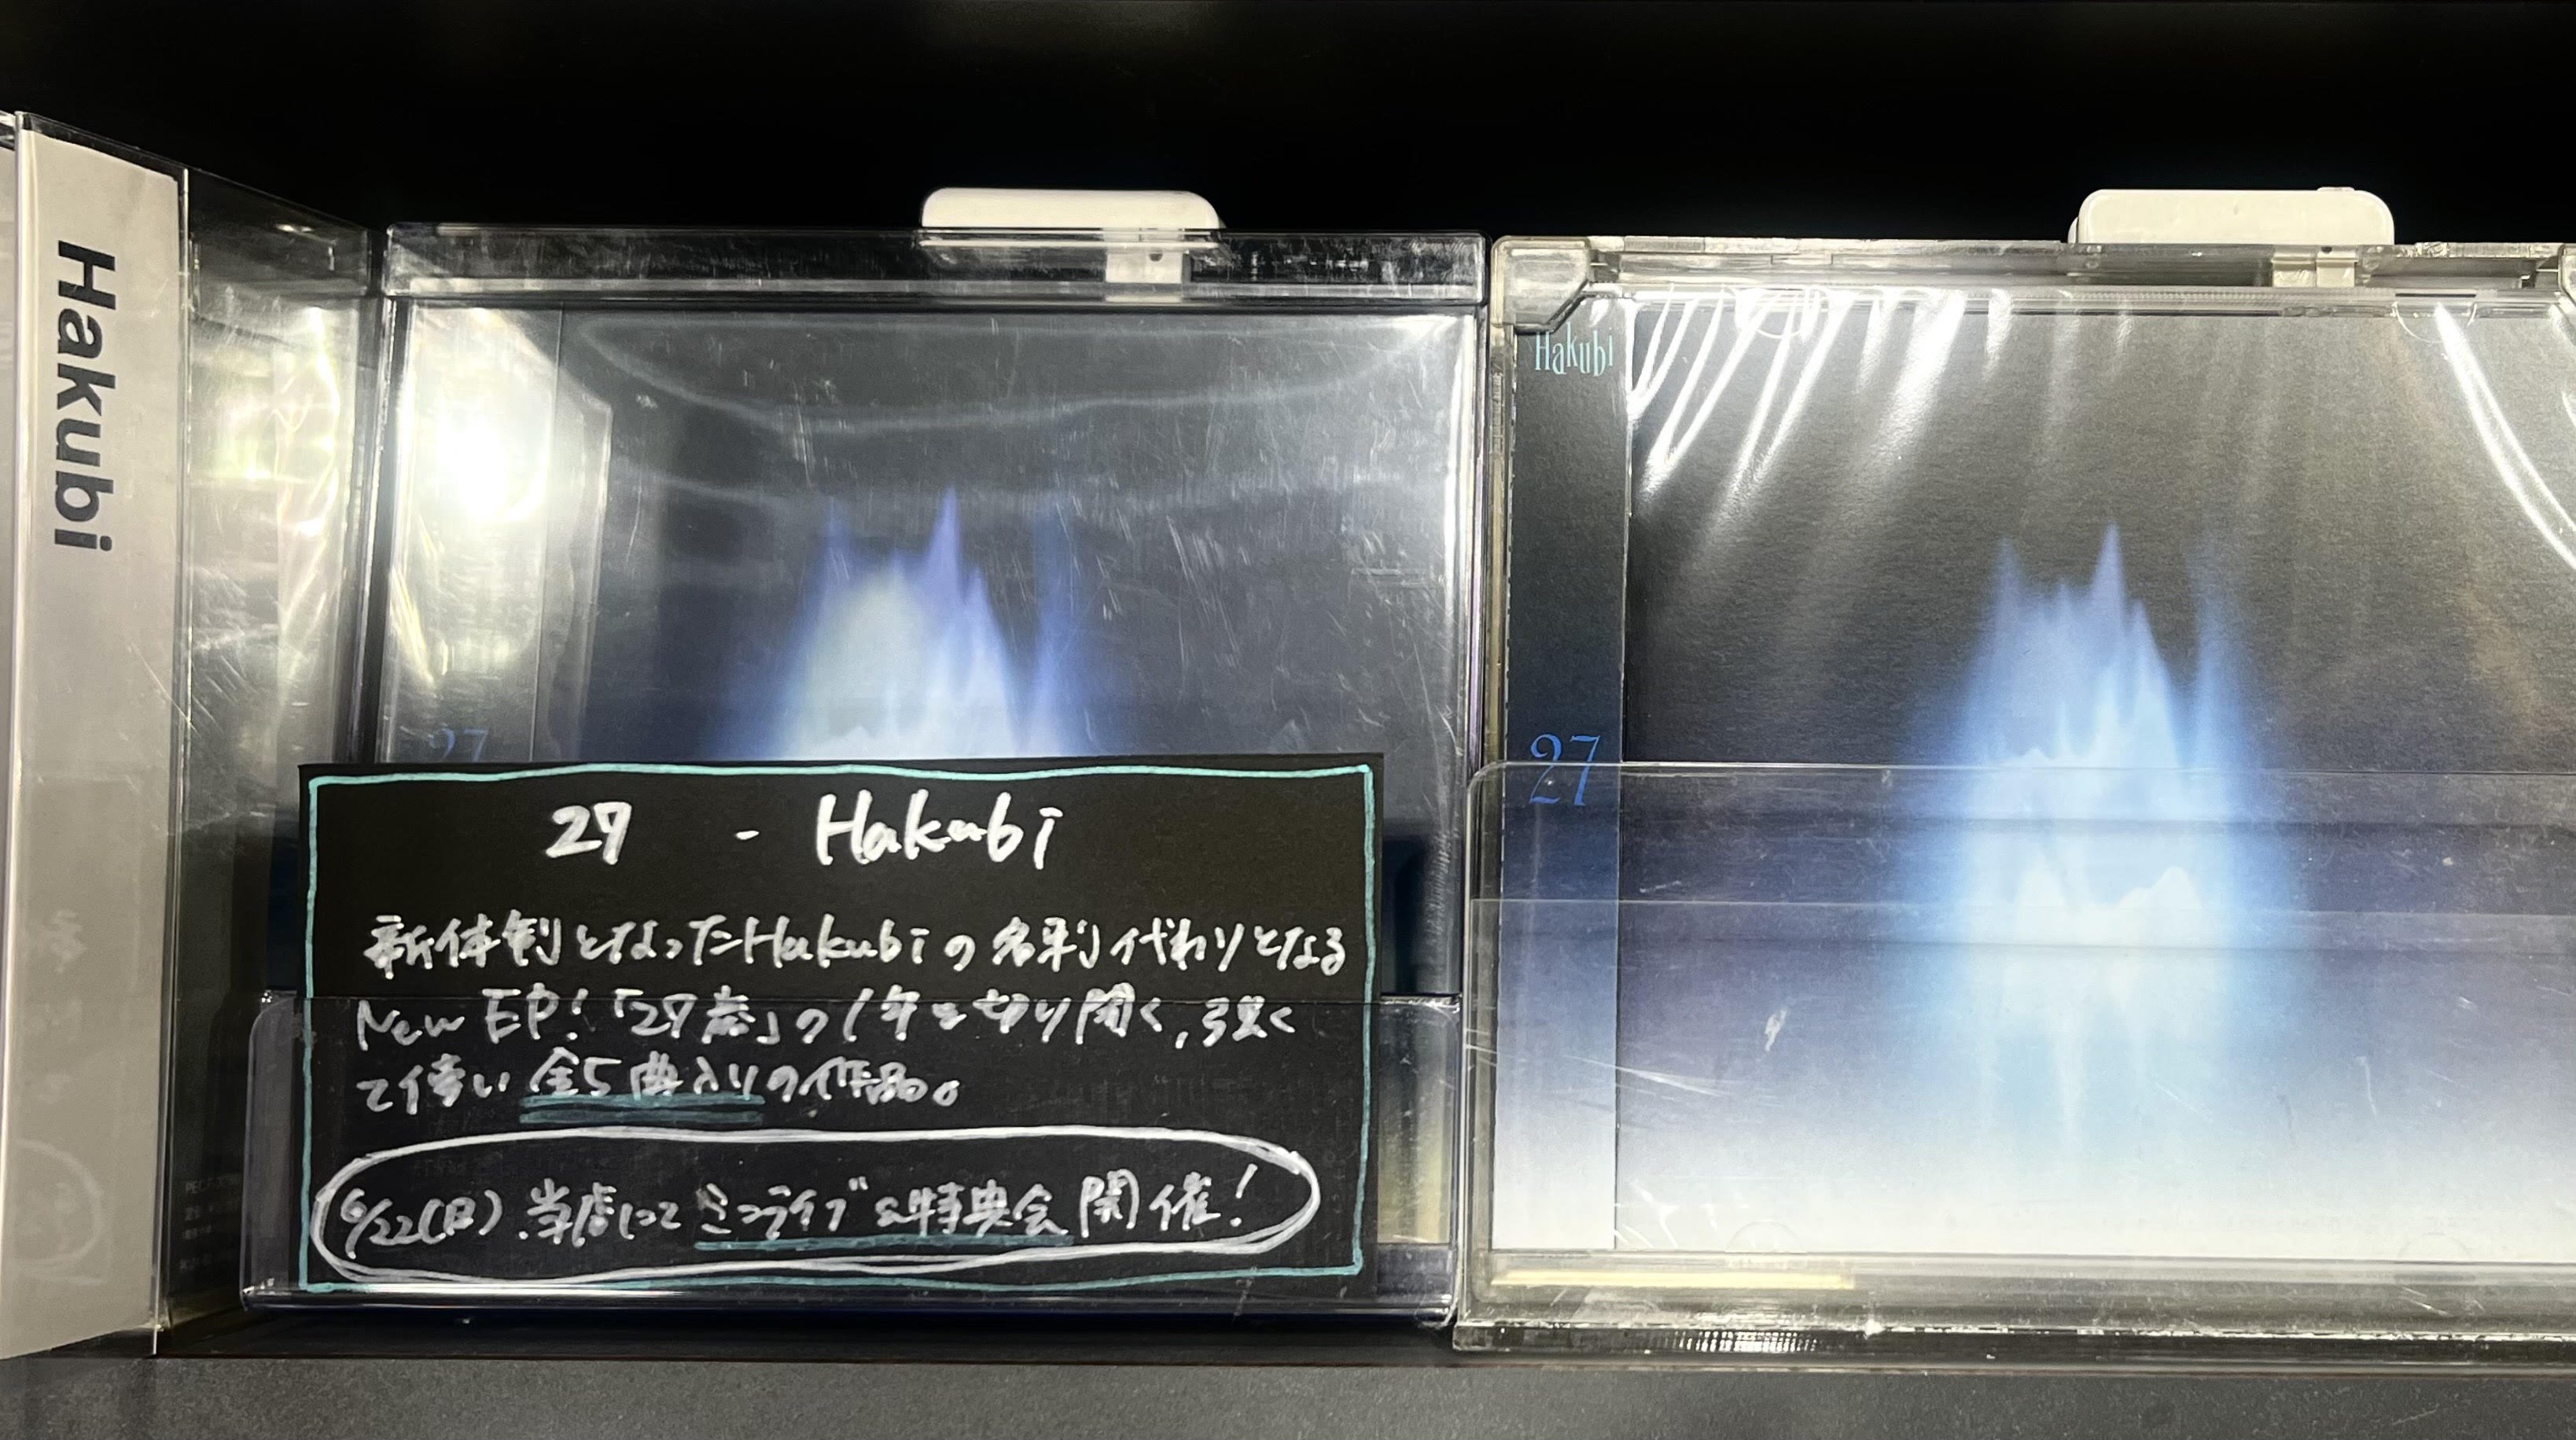 Hakubi
27
27 - Hakubi
新体制となったHakubiの名刺代わりとなる
New EP!「27歳」の1年を切り開く,強く
て儚い全5曲入りの作品。
6/22(日).当店にてミニライブ&特典会開催!
Hakubi
27